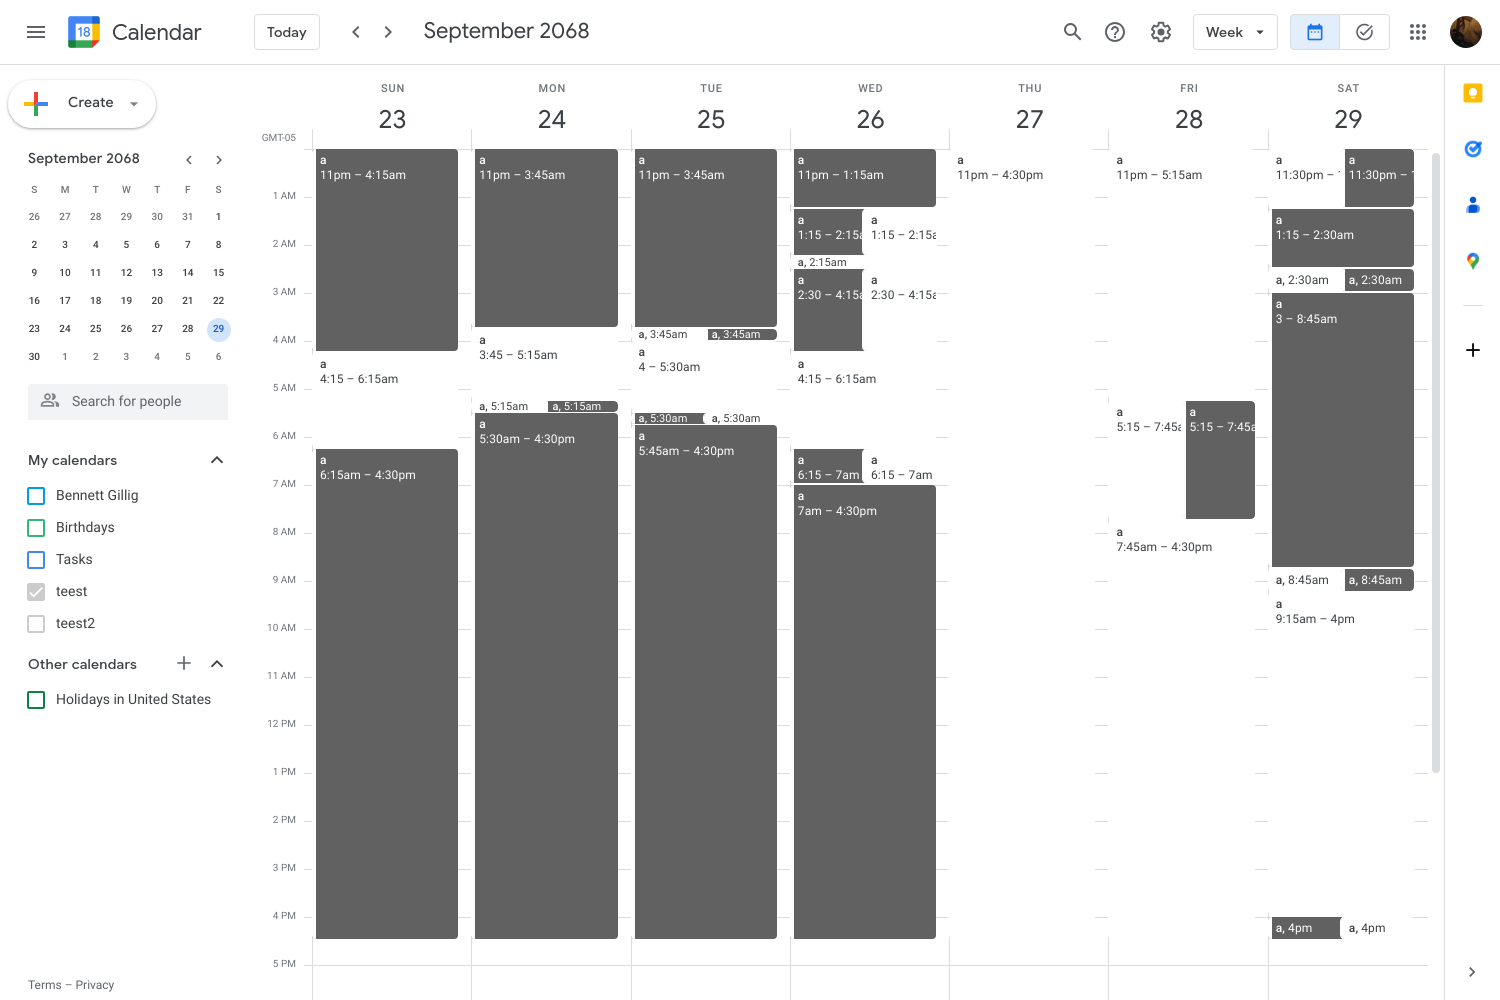 18 Calendar
Today
September 2068
Week
Create
September 2068
S M T W T F S
26 27 28 29 30 31 1
2 3 4 5 6 7 8
9 10 11 12 13 14 15
16 17 18 19 20 21 22
23 24 25 26 27 28 29
30 1 2 3 4 5 6
Search for people
My calendars
Bennett Gillig
Birthdays
Tasks
teest
teest2
Other calendars
Holidays in United States
Terms – Privacy
GMT-05
1 AM
2 AM
3 AM
4 AM
5 AM
6 AM
7 AM
8 AM
9 AM
10 AM
11 AM
12 PM
1 PM
2 PM
3 PM
4 PM
5 PM
SUN
23
a
11pm – 4:15am
a
4:15 – 6:15am
a
6:15am – 4:30pm
MON
24
a
11pm – 3:45am
a
3:45 – 5:15am
a, 5:15am
a, 5:15am
a
5:30am – 4:30pm
TUE
25
a
11pm – 3:45am
a, 3:45am
a, 3:45am
a
4 – 5:30am
a, 5:30am
a, 5:30am
a
5:45am – 4:30pm
WED
26
a
11pm – 1:15am
a
1:15 – 2:15a
a
1:15 – 2:15a
a, 2:15am
a
2:30 – 4:15a
a
2:30 – 4:15a
a
4:15 – 6:15am
a
6:15 – 7am
a
6:15 – 7am
a
7am – 4:30pm
THU
27
a
11pm – 4:30pm
FRI
28
a
11pm – 5:15am
a
5:15 – 7:45a
a
5:15 – 7:45a
a
7:45am – 4:30pm
SAT
29
a
11:30pm –
a
11:30pm –
a
1:15 – 2:30am
a, 2:30am
a, 2:30am
a
3 – 8:45am
a, 8:45am
a, 8:45am
a
9:15am – 4pm
a, 4pm
a, 4pm